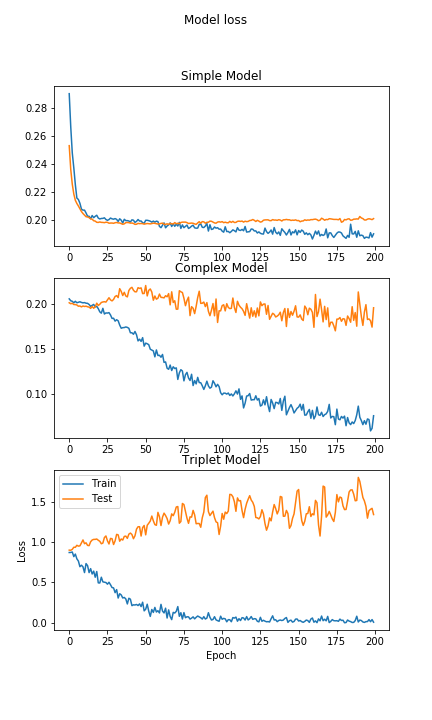 Model loss
Simple Model
0.28
0.26
0.24
0.22
0.20
0 25 50 75 100 125 150 175 200
Complex Model
0.20
0.15
0.10
0 25 50 75 100 125 150 175 200
Triplet Model
Train
Test
1.5
1.0
0.5
0.0
Loss
0 25 50 75 100 125 150 175 200
Epoch